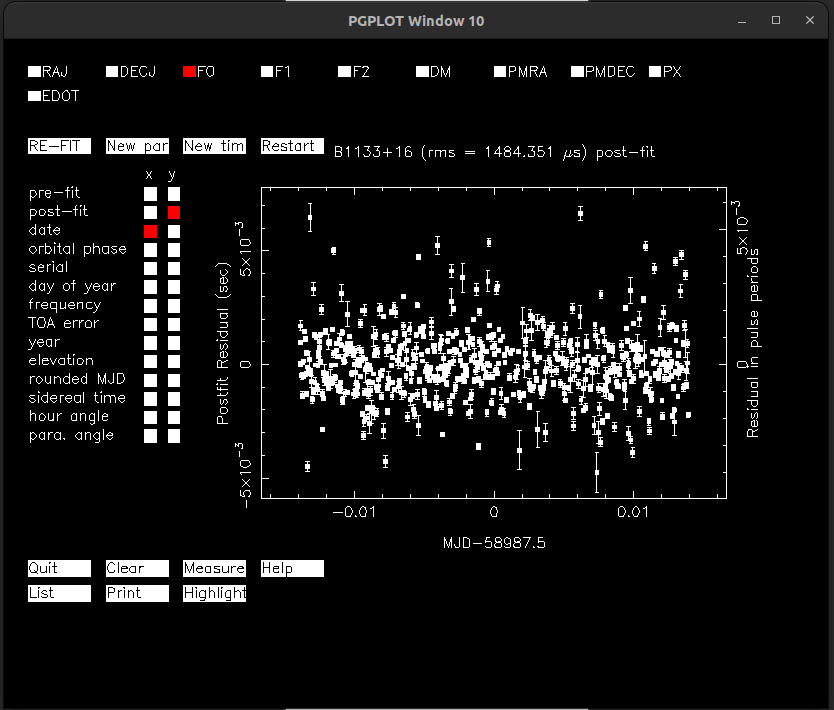 PGPLOT Window 10
RAJ DECJ F0 F1 F2 DM PMRA PMDEC PX
EDOT
RE-FIT New par New tim Restart
B1133+16 (rms = 1484.351 μs) post-fit
x y
pre-fit
post-fit
date
orbital phase
serial
day of year
frequency
TOA error
year
elevation
rounded MJD
sidereal time
hour angle
para. angle
Postfit Residual (sec)
5×10⁻³
0
−5×10⁻³
−0.01 0 0.01
MJD−58987.5
5×10⁻³
0
Residual in pulse periods
Quit Clear Measure Help
List Print Highlight